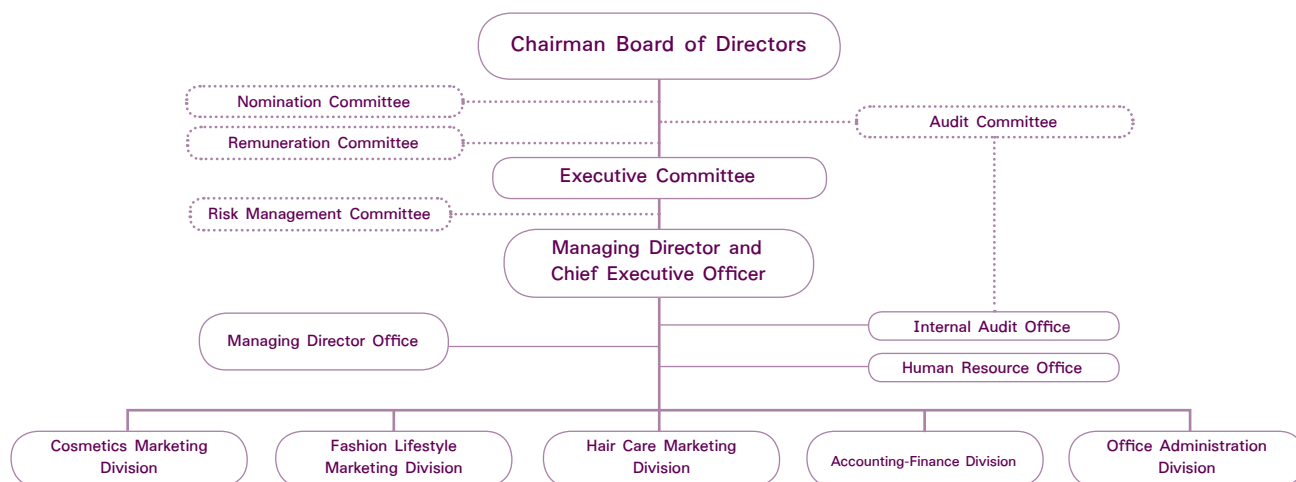 Chairman Board of Directors
Nomination Committee
Audit Committee
Remuneration Committee
Executive Committee
Risk Management Committee
Managing Director and
Chief Executive Officer
Internal Audit Office
Managing Director Office
Human Resource Office
Cosmetics Marketing
Division
Fashion Lifestyle
Marketing Division
Hair Care Marketing
Division
Accounting-Finance Division
Office Administration
Division